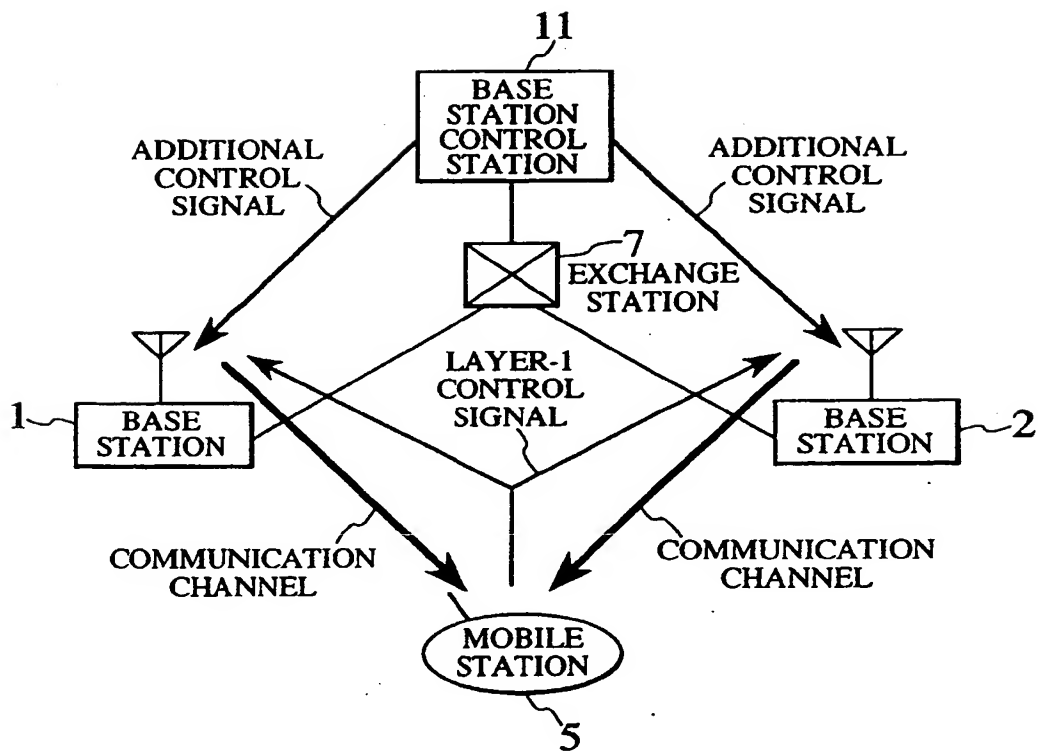 11
BASE
STATION
CONTROL
STATION
ADDITIONAL
CONTROL
SIGNAL
ADDITIONAL
CONTROL
SIGNAL
7
EXCHANGE
STATION
LAYER-1
CONTROL
SIGNAL
1
BASE
STATION
BASE
STATION
2
COMMUNICATION
CHANNEL
COMMUNICATION
CHANNEL
MOBILE
STATION
5